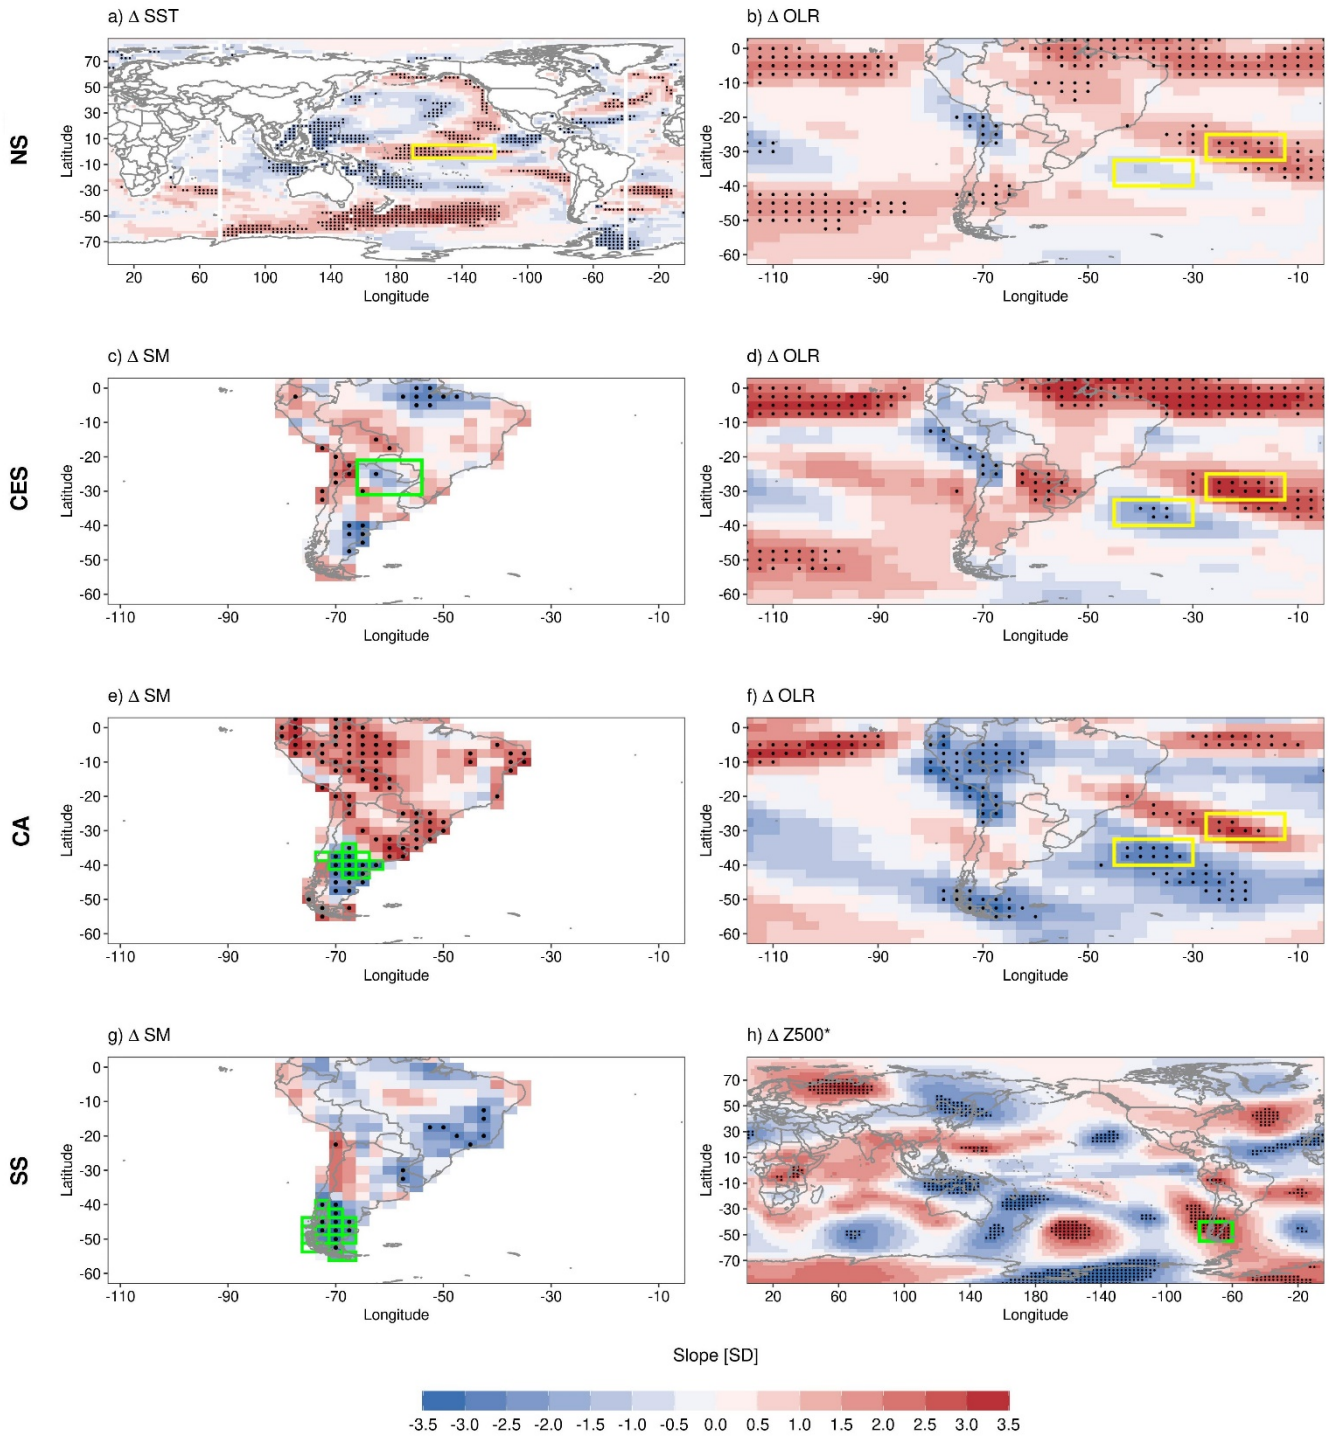 a) Δ SST
b) Δ OLR
NS
Latitude
70
50
30
10
-10
-30
-50
-70
20 60 100 140 180 -140 -100 -60 -20
Longitude
Latitude
0
-10
-20
-30
-40
-50
-60
-110 -90 -70 -50 -30 -10
Longitude
c) Δ SM
d) Δ OLR
CES
Latitude
0
-10
-20
-30
-40
-50
-60
-110 -90 -70 -50 -30 -10
Longitude
Latitude
0
-10
-20
-30
-40
-50
-60
-110 -90 -70 -50 -30 -10
Longitude
e) Δ SM
f) Δ OLR
CA
Latitude
0
-10
-20
-30
-40
-50
-60
-110 -90 -70 -50 -30 -10
Longitude
Latitude
0
-10
-20
-30
-40
-50
-60
-110 -90 -70 -50 -30 -10
Longitude
g) Δ SM
h) Δ Z500*
SS
Latitude
0
-10
-20
-30
-40
-50
-60
-110 -90 -70 -50 -30 -10
Longitude
Latitude
70
50
30
10
-10
-30
-50
-70
20 60 100 140 180 -140 -100 -60 -20
Longitude
Slope [SD]
-3.5 -3.0 -2.5 -2.0 -1.5 -1.0 -0.5 0.0 0.5 1.0 1.5 2.0 2.5 3.0 3.5